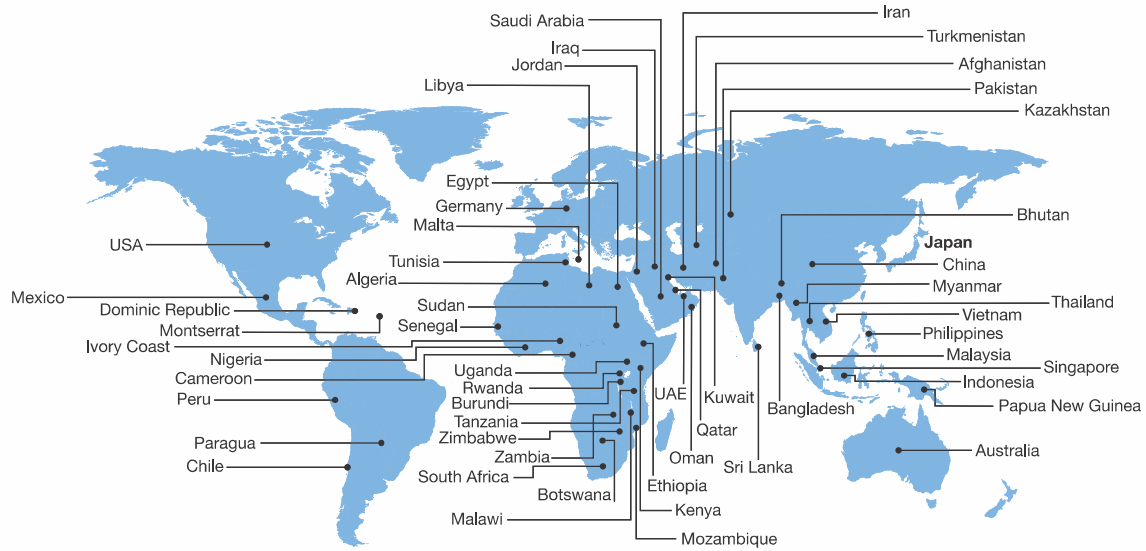 Saudi Arabia
Iran
Turkmenistan
Iraq
Jordan
Afghanistan
Libya
Pakistan
Kazakhstan
Egypt
Germany
Malta
Bhutan
USA
Japan
Tunisia
China
Algeria
Myanmar
Mexico
Dominic Republic
Sudan
Thailand
Montserrat
Senegal
Vietnam
Philippines
Ivory Coast
Nigeria
Malaysia
Uganda
Singapore
Cameroon
Rwanda
Indonesia
Peru
Burundi
UAE
Kuwait
Bangladesh
Papua New Guinea
Tanzania
Qatar
Paragua
Zimbabwe
Australia
Zambia
Oman
Chile
Sri Lanka
South Africa
Ethiopia
Botswana
Malawi
Kenya
Mozambique